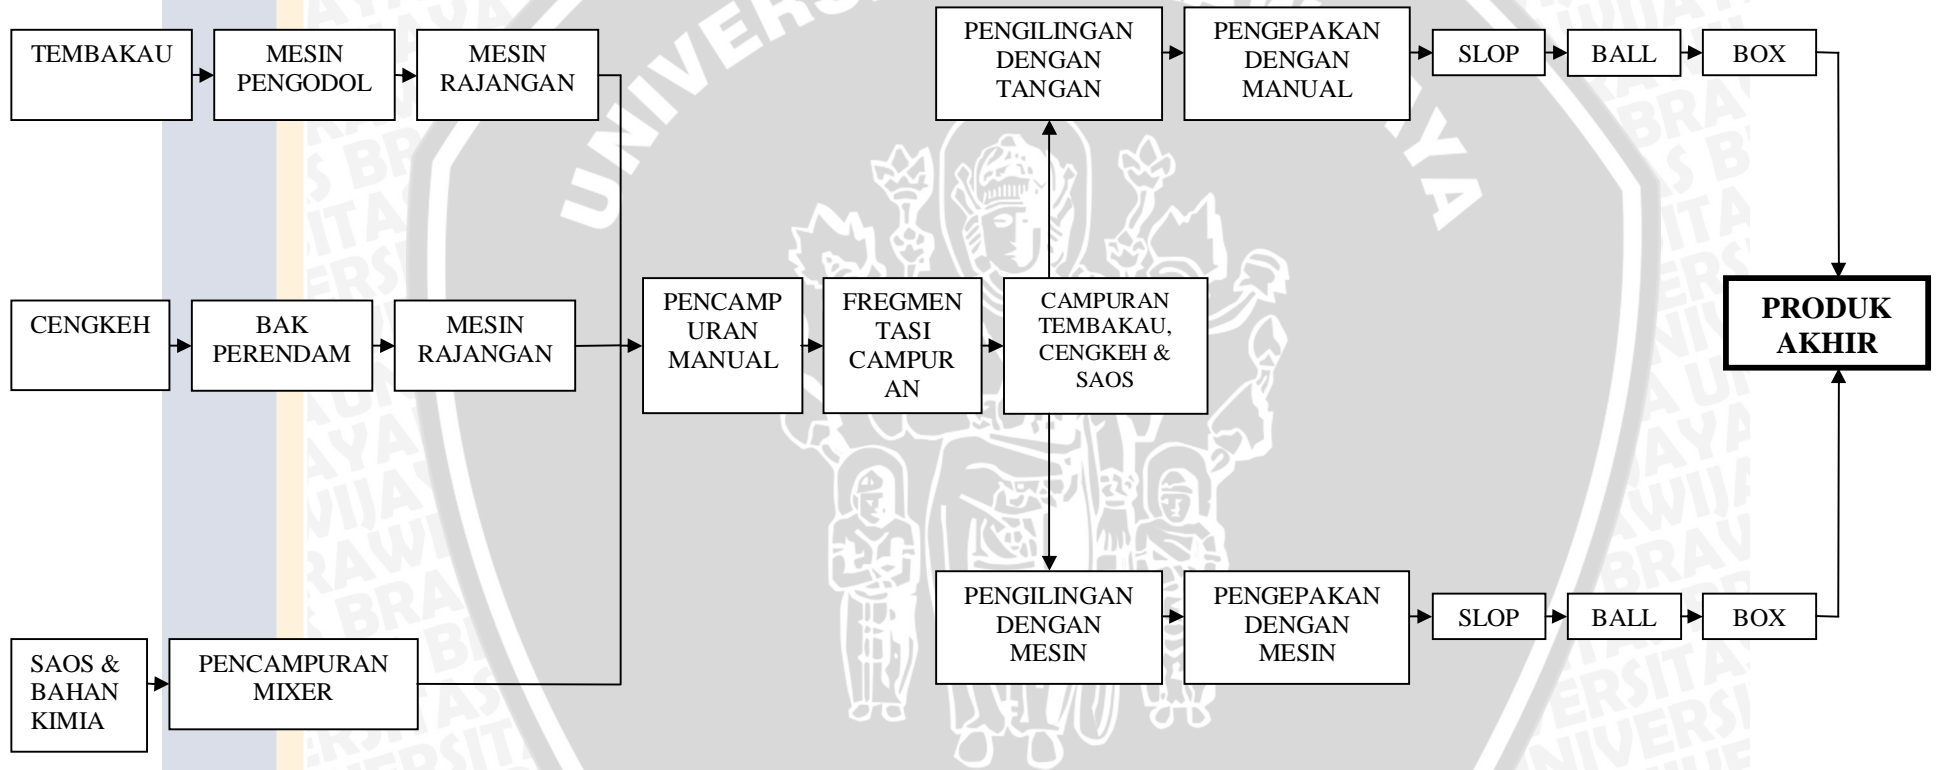 TEMBAKAU
MESIN
PENGODOL
MESIN
RAJANGAN
PENGILINGAN
DENGAN
TANGAN
PENGEPAKAN
DENGAN
MANUAL
SLOP
BALL
BOX
CENGKEH
BAK
PERENDAM
MESIN
RAJANGAN
PENCAMP
URAN
MANUAL
FREGMEN
TASI
CAMPUR
AN
CAMPURAN
TEMBAKAU,
CENGKEH &
SAOS
PRODUK
AKHIR
SAOS &
BAHAN
KIMIA
PENCAMPURAN
MIXER
PENGILINGAN
DENGAN
MESIN
PENGEPAKAN
DENGAN
MESIN
SLOP
BALL
BOX